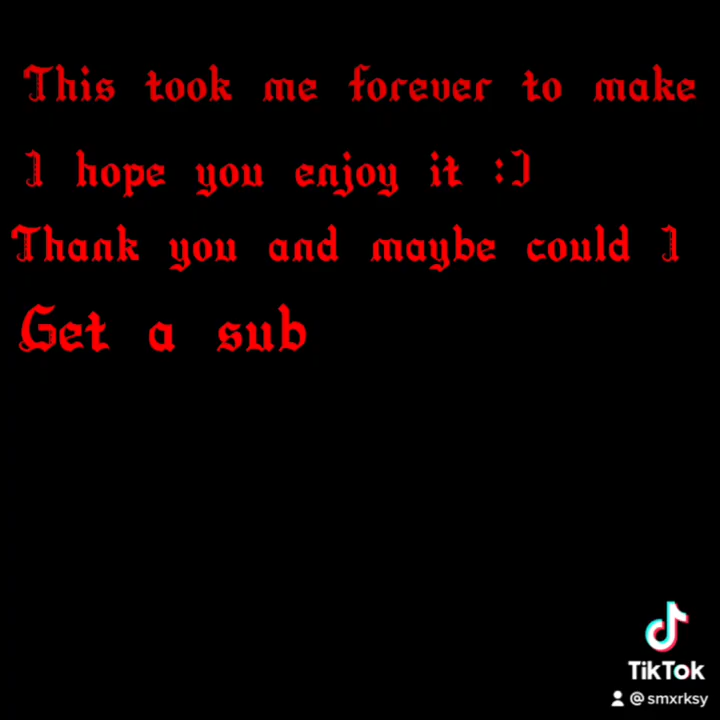 This took me forever to make
I hope you enjoy it :)
Thank you and maybe could I
Get a sub
TikTok
@smxrksy